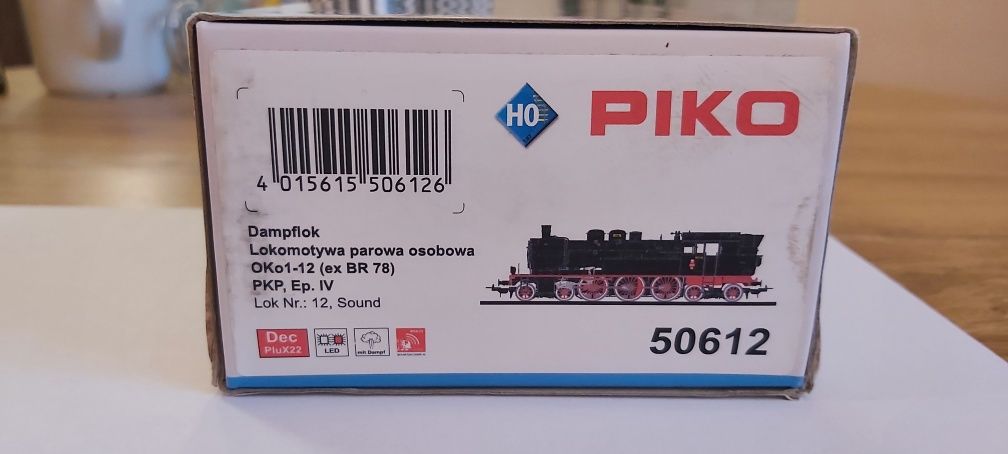 4 015615 506126
H0
PIKO
Dampflok
Lokomotywa parowa osobowa
OKo1-12 (ex BR 78)
PKP, Ep. IV
Lok Nr.: 12, Sound
Dec
PluX22
LED
mit Dampf
50612